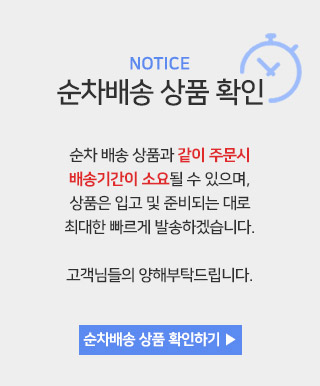 NOTICE
순차배송 상품 확인
순차 배송 상품과 같이 주문시
배송기간이 소요될 수 있으며,
상품은 입고 및 준비되는 대로
최대한 빠르게 발송하겠습니다.
고객님들의 양해부탁드립니다.
순차배송 상품 확인하기 ▶